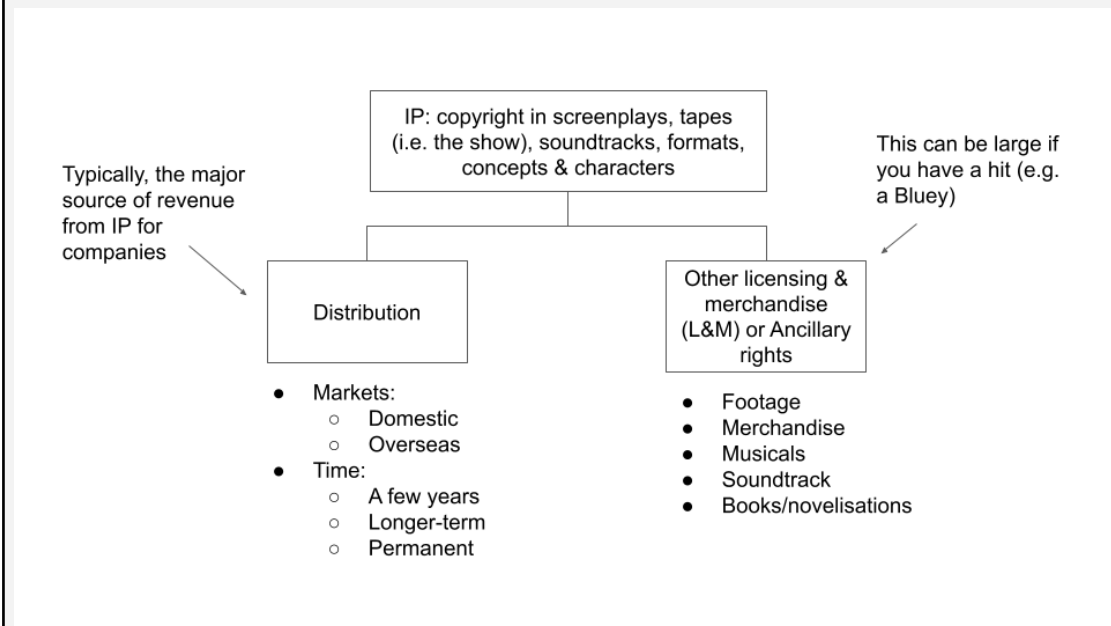 IP: copyright in screenplays, tapes
(i.e. the show), soundtracks, formats,
concepts & characters
Typically, the major
source of revenue
from IP for
companies
This can be large if
you have a hit (e.g.
a Bluey)
Distribution
● Markets:
○ Domestic
○ Overseas
● Time:
○ A few years
○ Longer-term
○ Permanent
Other licensing &
merchandise
(L&M) or Ancillary
rights
● Footage
● Merchandise
● Musicals
● Soundtrack
● Books/novelisations